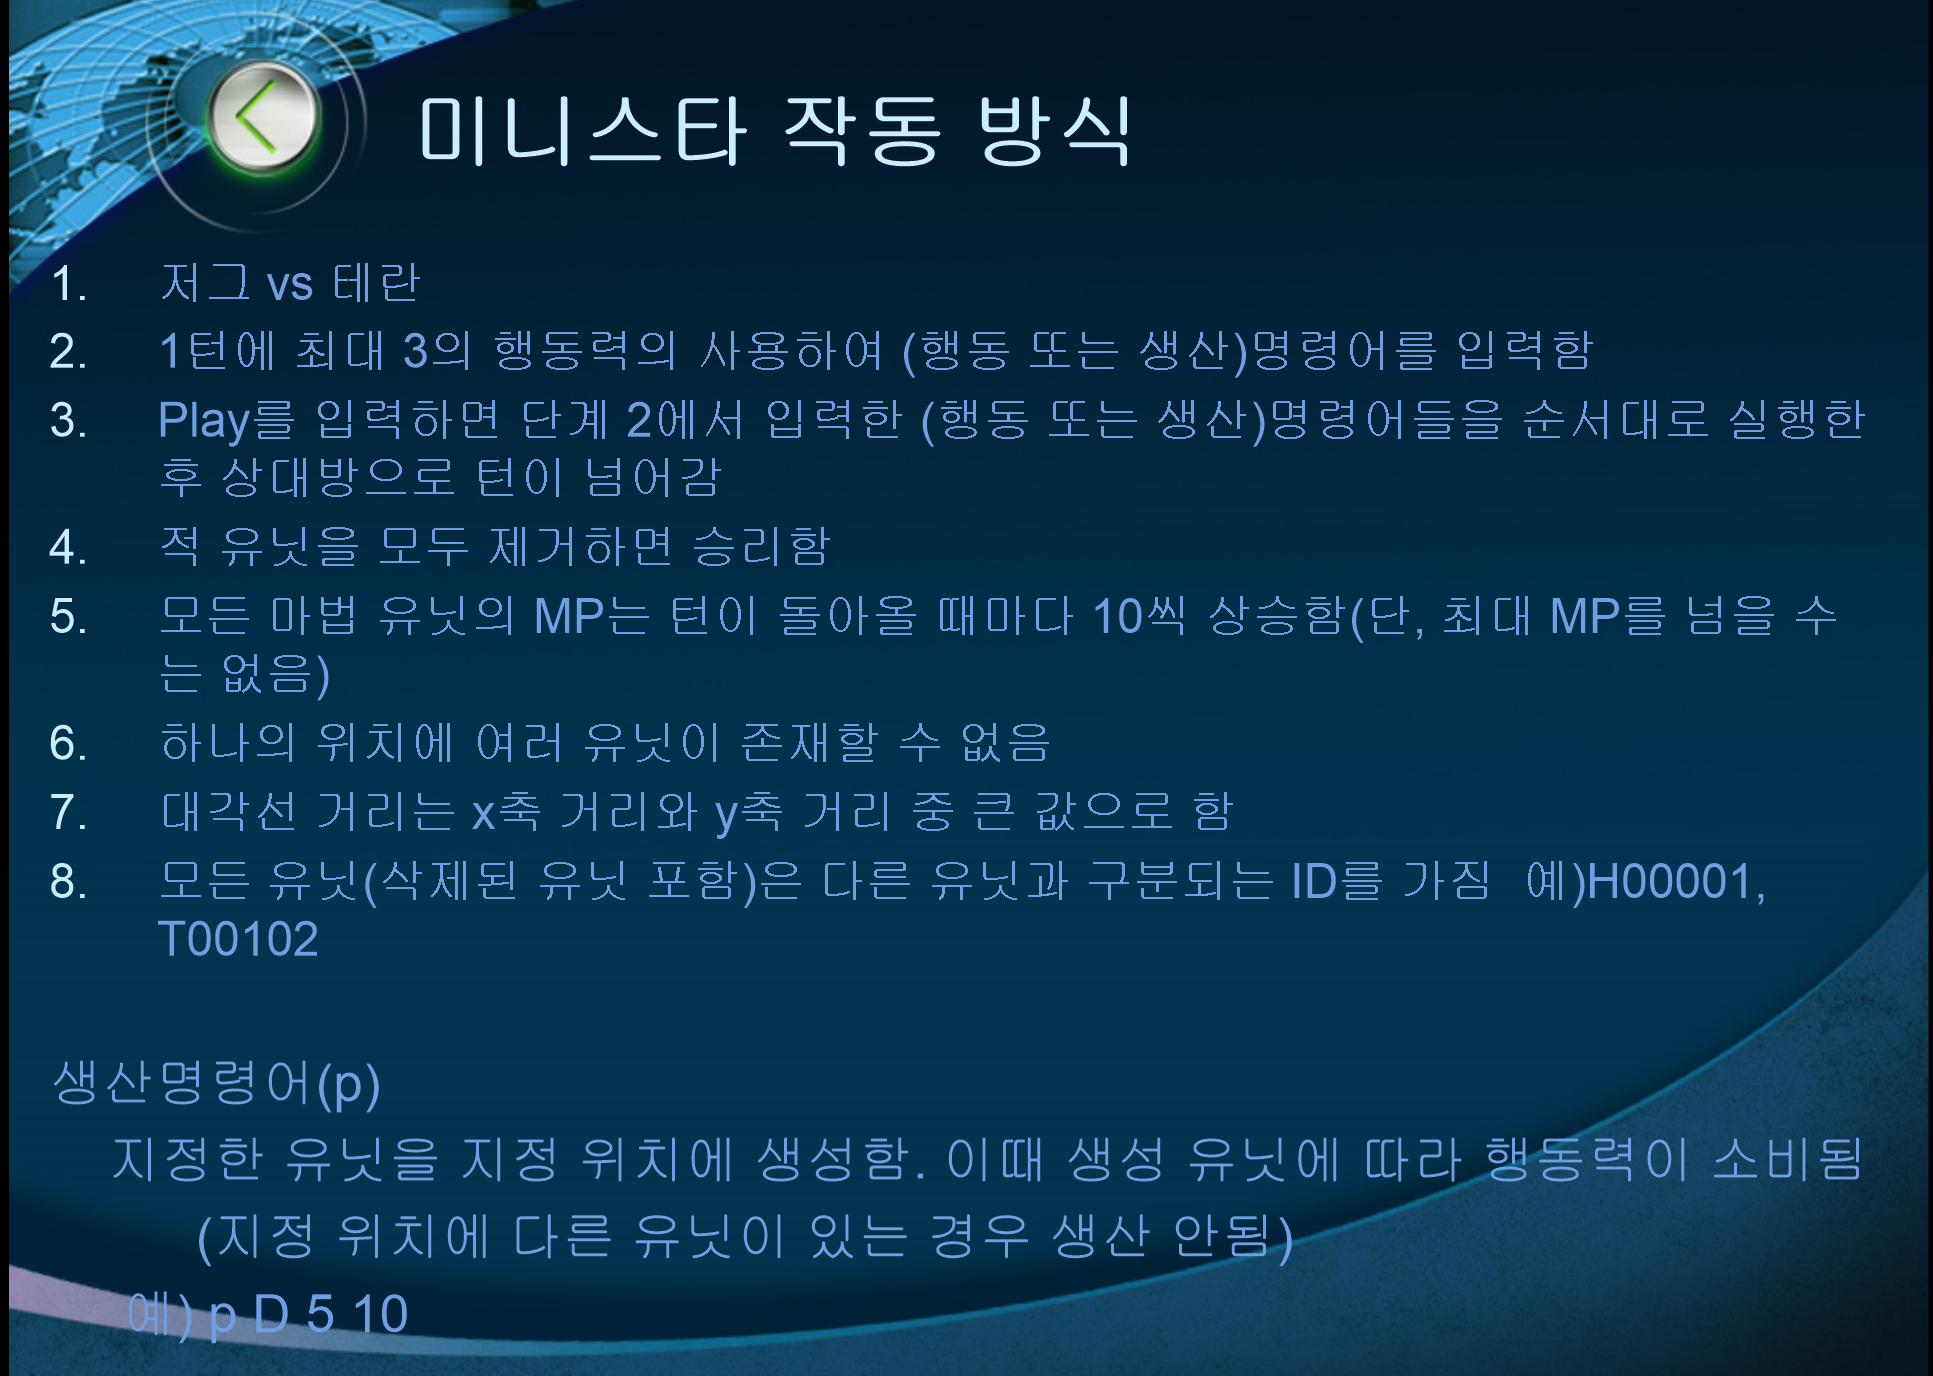 미니스타 작동 방식
1. 저그 vs 테란
2. 1턴에 최대 3의 행동력의 사용하여 (행동 또는 생산)명령어를 입력함
3. Play를 입력하면 단계 2에서 입력한 (행동 또는 생산)명령어들을 순서대로 실행한
후 상대방으로 턴이 넘어감
4. 적 유닛을 모두 제거하면 승리함
5. 모든 마법 유닛의 MP는 턴이 돌아올 때마다 10씩 상승함(단, 최대 MP를 넘을 수
는 없음)
6. 하나의 위치에 여러 유닛이 존재할 수 없음
7. 대각선 거리는 x축 거리와 y축 거리 중 큰 값으로 함
8. 모든 유닛(삭제된 유닛 포함)은 다른 유닛과 구분되는 ID를 가짐 예)H00001,
T00102
생산명령어(p)
지정한 유닛을 지정 위치에 생성함. 이때 생성 유닛에 따라 행동력이 소비됨
(지정 위치에 다른 유닛이 있는 경우 생산 안됨)
예) p D 5 10